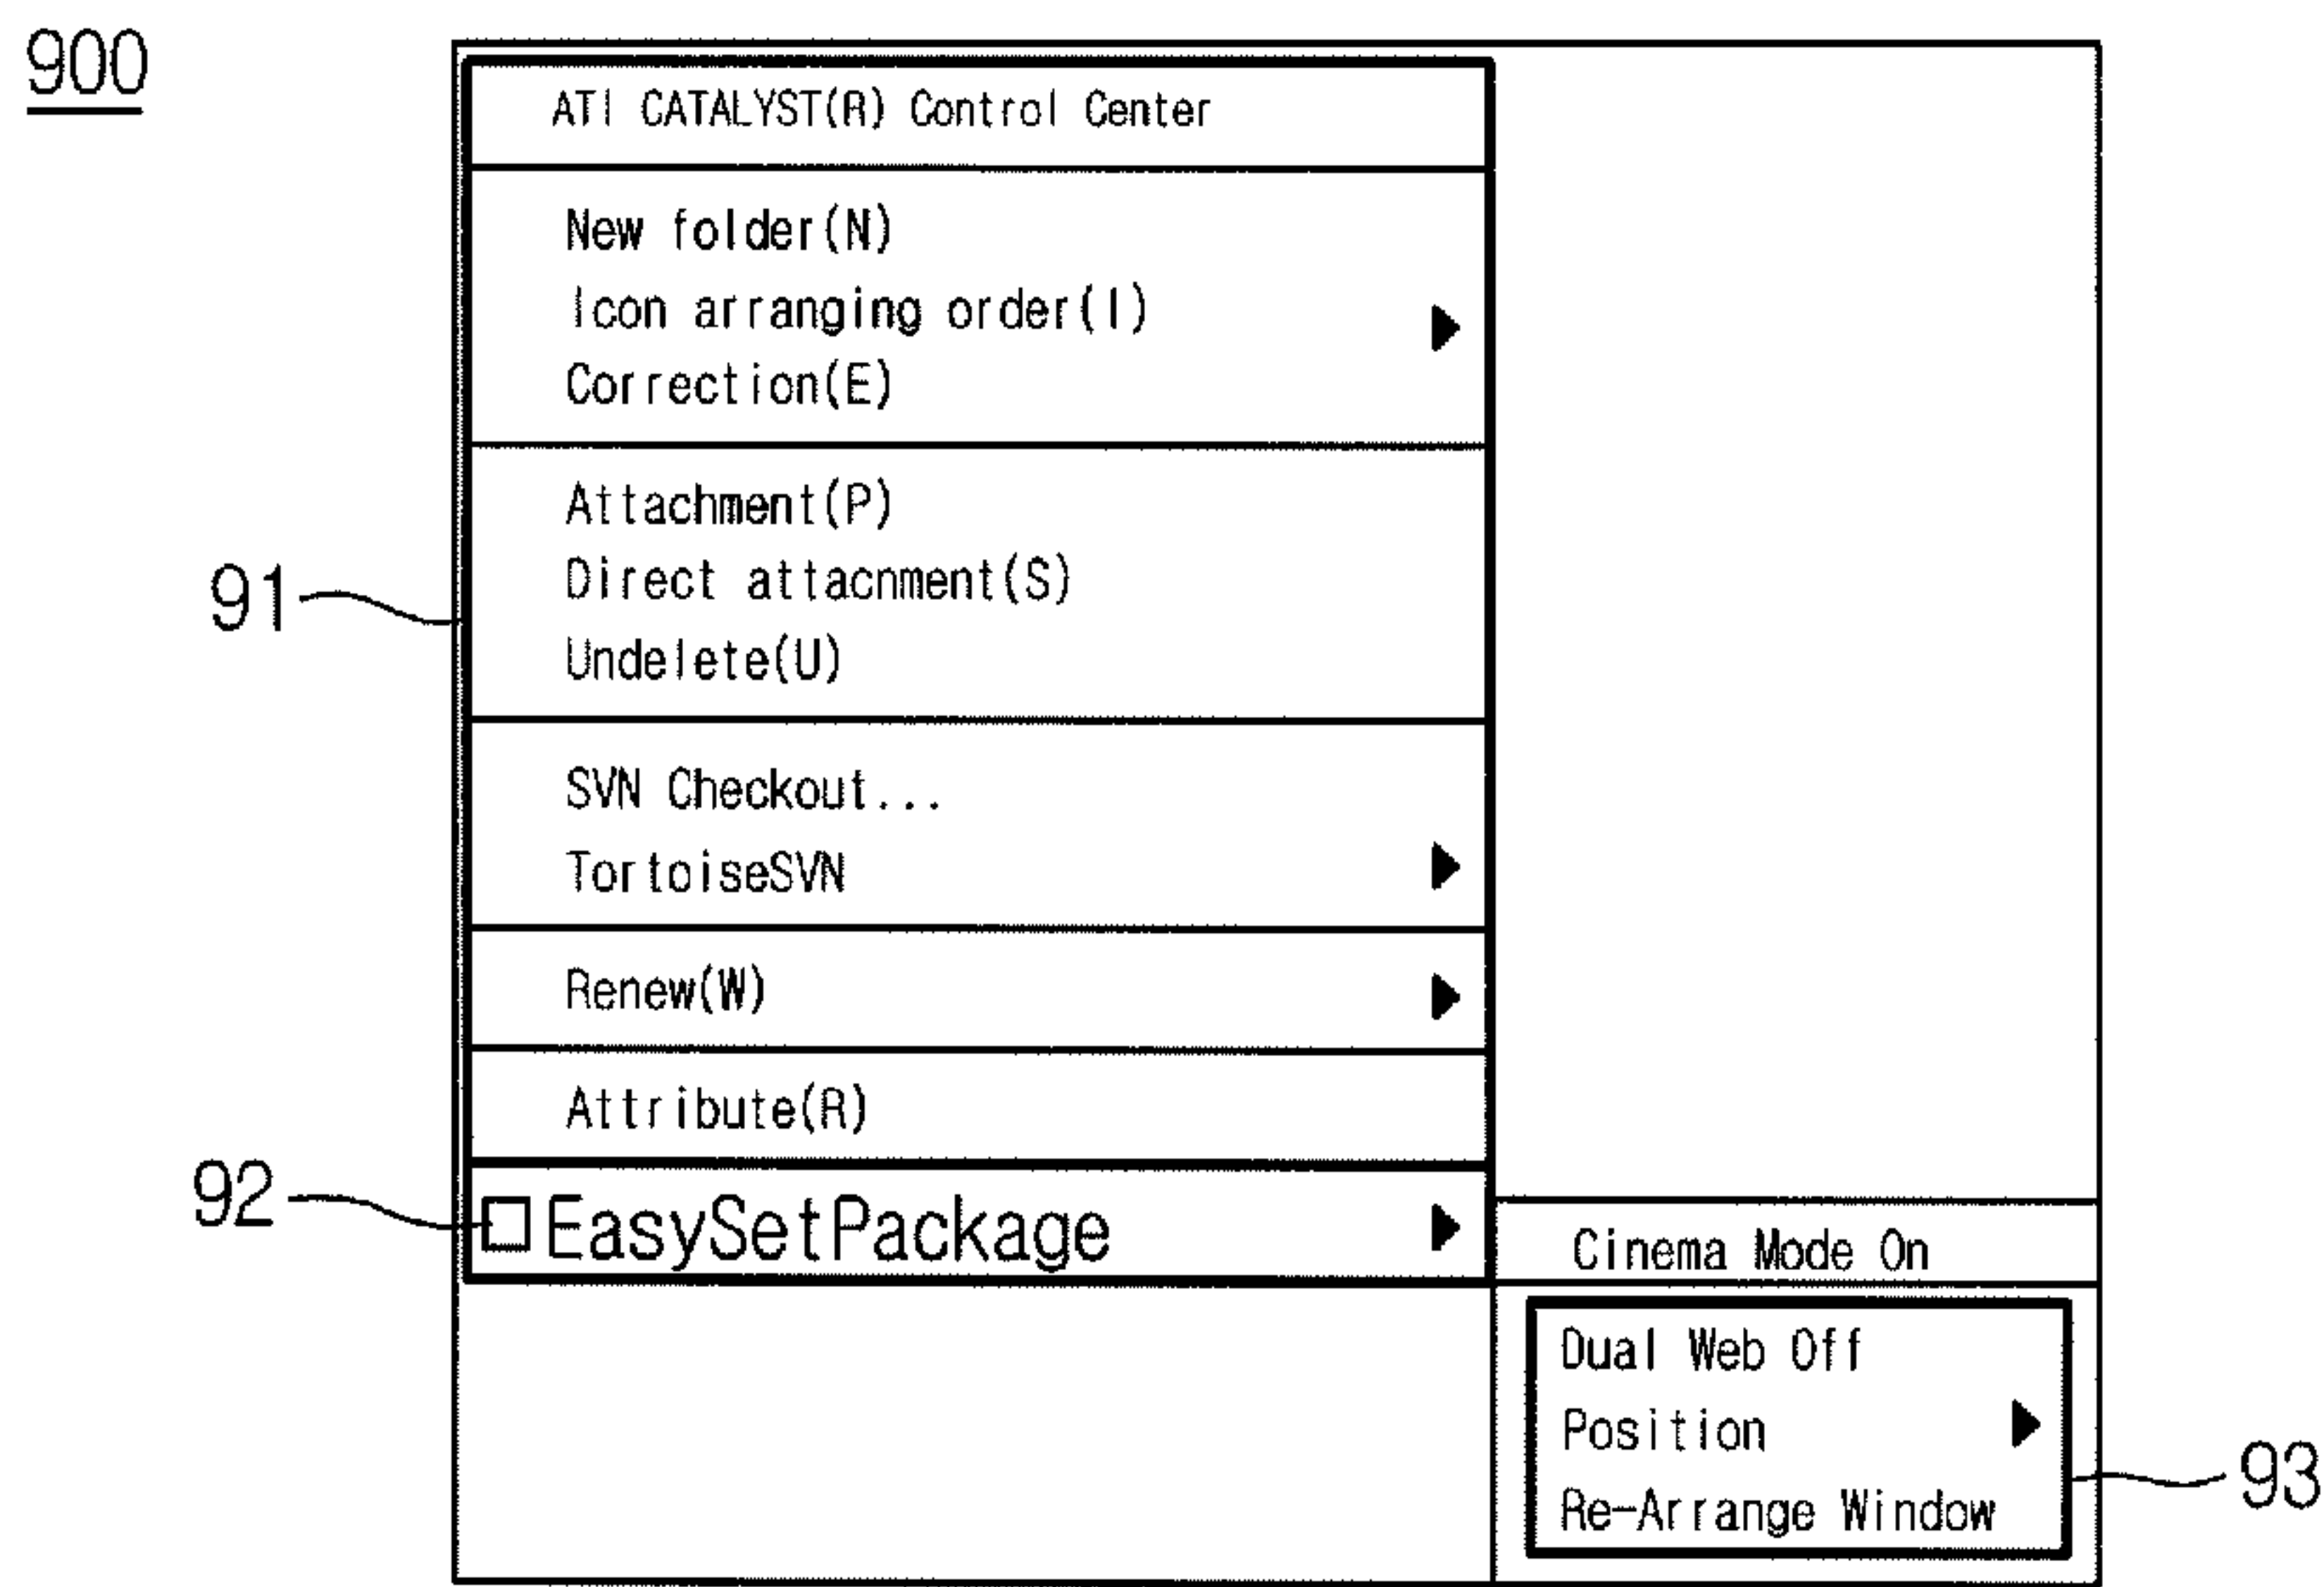 900
ATI CATALYST(R) Control Center
New folder(N)
Icon arranging order(I)
Correction(E)
Attachment(P)
Direct attacnment(S)
91
Undelete(U)
SVN Checkout...
TortoiseSVN
Renew(W)
Attribute(R)
92
EasySetPackage
Cinema Mode On
Dual Web Off
Position
93
Re-Arrange Window